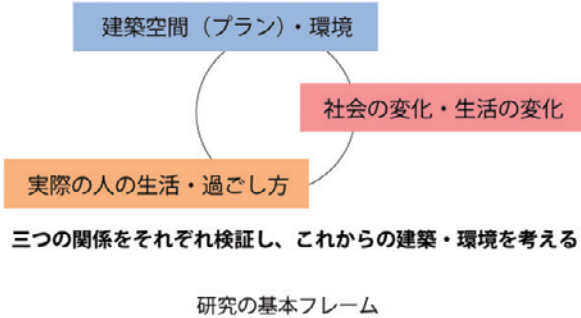 建築空間（プラン）・環境
社会の変化・生活の変化
実際の人の生活・過ごし方
三つの関係をそれぞれ検証し、これからの建築・環境を考える
研究の基本フレーム